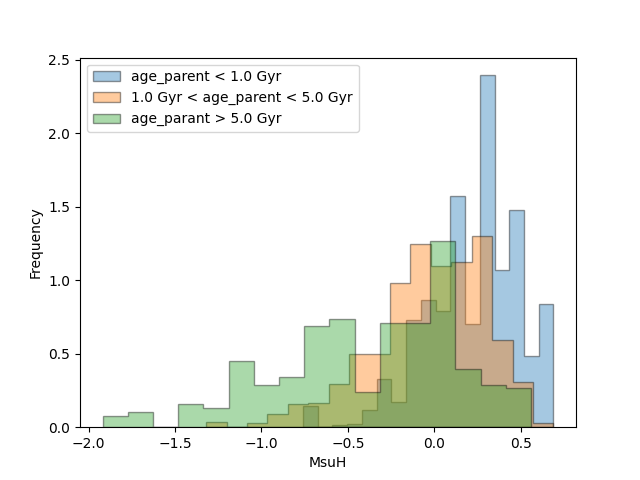 2.5
2.0
1.5
1.0
0.5
0.0
Frequency
age_parent < 1.0 Gyr
1.0 Gyr < age_parent < 5.0 Gyr
age_parant > 5.0 Gyr
−2.0 −1.5 −1.0 −0.5 0.0 0.5
MsuH